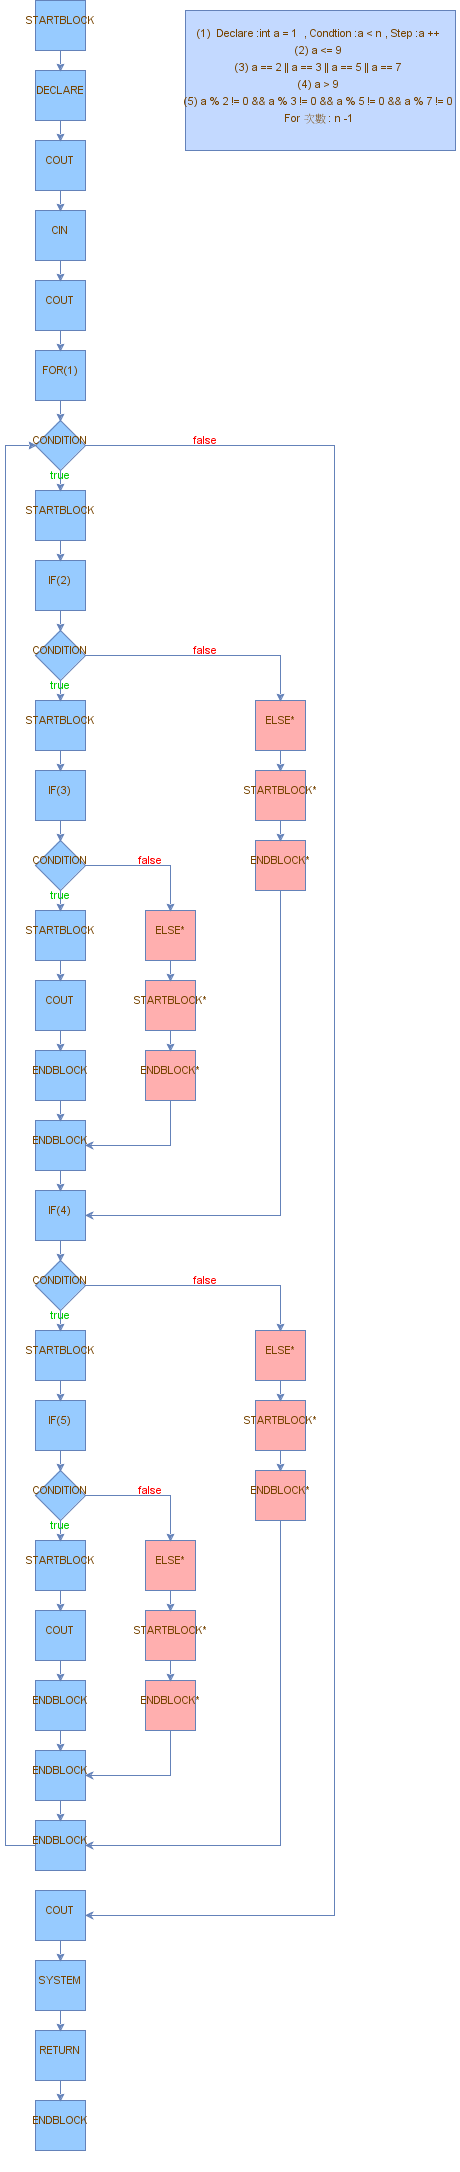 STARTBLOCK
(1) Declare :int a = 1 , Condtion :a < n , Step :a ++
(2) a <= 9
(3) a == 2 || a == 3 || a == 5 || a == 7
(4) a > 9
(5) a % 2 != 0 && a % 3 != 0 && a % 5 != 0 && a % 7 != 0
For 次數 : n -1
DECLARE
COUT
CIN
COUT
FOR(1)
CONDITION
false
true
STARTBLOCK
IF(2)
CONDITION
false
true
STARTBLOCK
ELSE*
IF(3)
STARTBLOCK*
CONDITION
false
ENDBLOCK*
true
STARTBLOCK
ELSE*
COUT
STARTBLOCK*
ENDBLOCK
ENDBLOCK*
ENDBLOCK
IF(4)
CONDITION
false
true
STARTBLOCK
ELSE*
IF(5)
STARTBLOCK*
CONDITION
false
ENDBLOCK*
true
STARTBLOCK
ELSE*
COUT
STARTBLOCK*
ENDBLOCK
ENDBLOCK*
ENDBLOCK
ENDBLOCK
COUT
SYSTEM
RETURN
ENDBLOCK